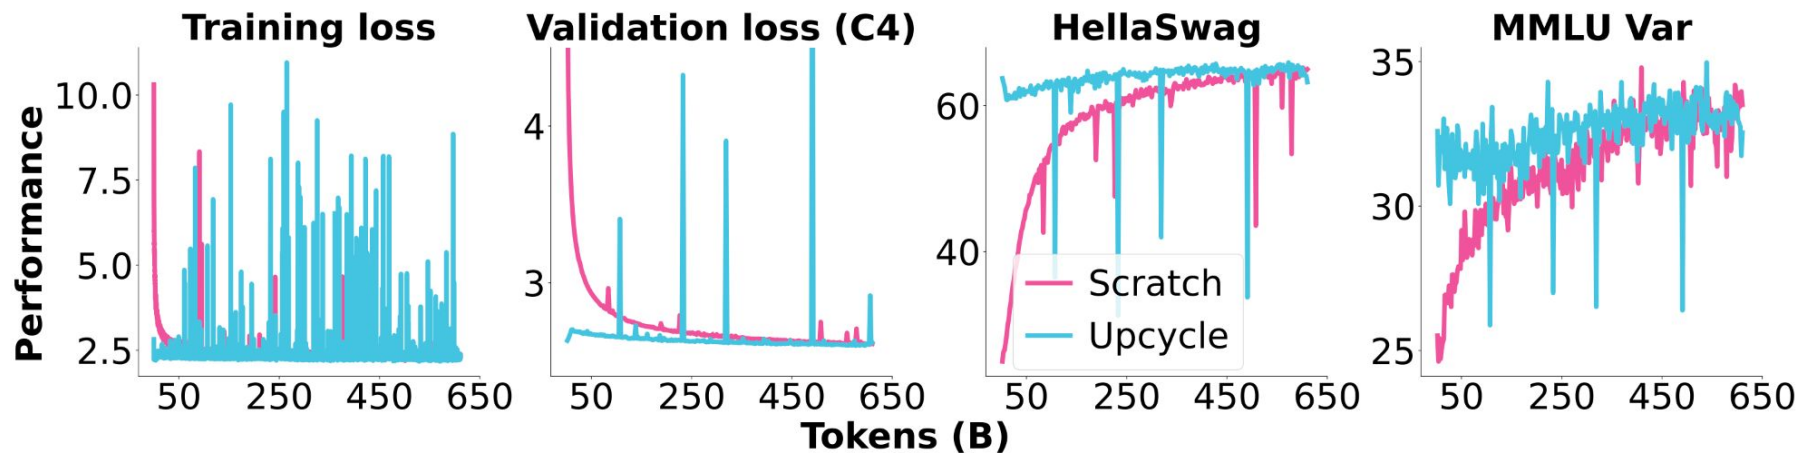 Training loss
Validation loss (C4)
HellaSwag
MMLU Var
Performance
10.0
7.5
5.0
2.5
4
3
60
40
35
30
25
Scratch
Upcycle
50 250 450 650
50 250 450 650
50 250 450 650
50 250 450 650
Tokens (B)